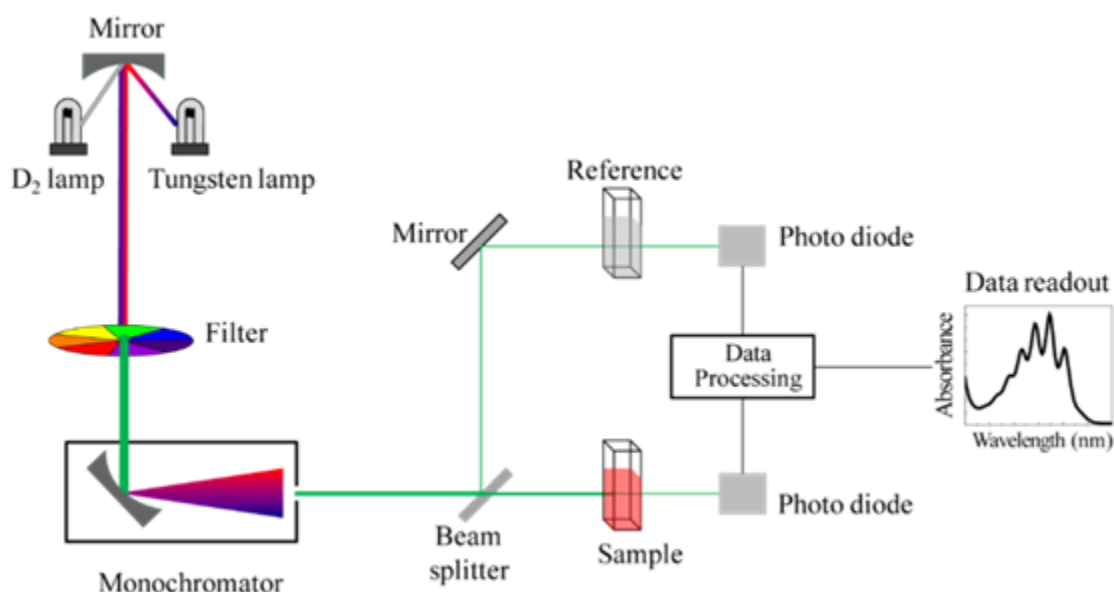 Mirror
D₂ lamp
Tungsten lamp
Filter
Monochromator
Mirror
Beam
splitter
Reference
Sample
Photo diode
Data
Processing
Photo diode
Data readout
Absorbance
Wavelength (nm)